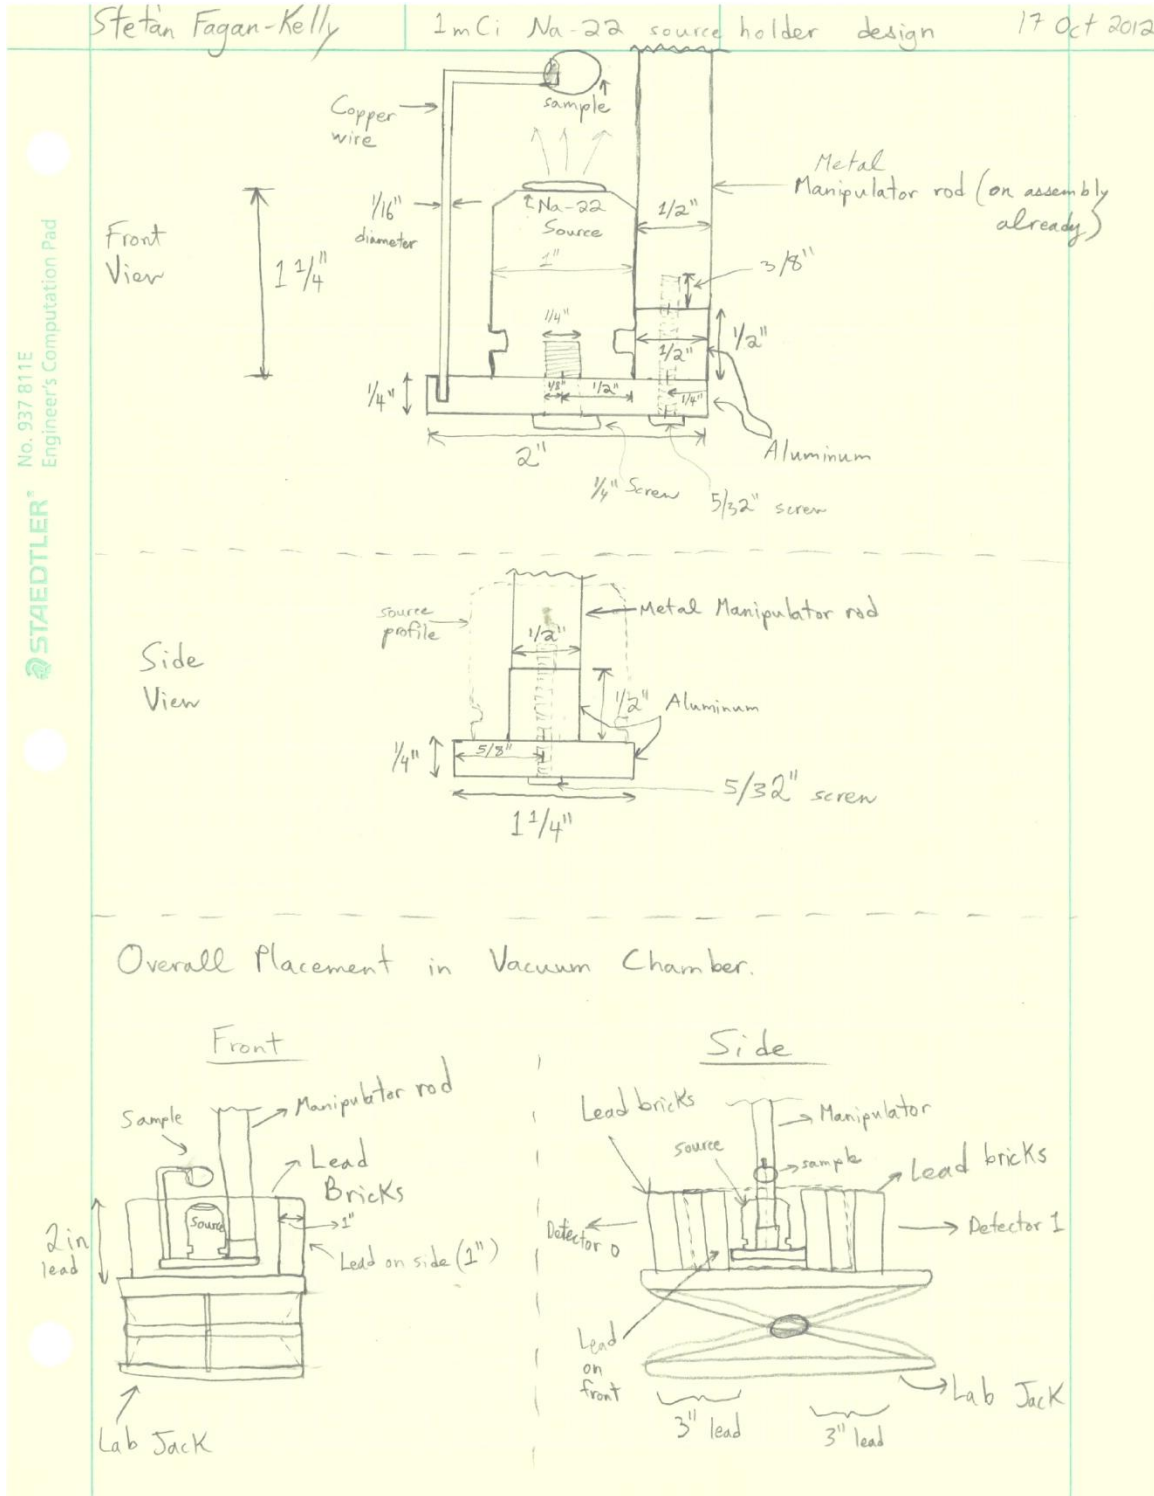 Stefan Fagan-Kelly
1mCi Na-22 source holder design
17 Oct 2012
No. 937 811E
Engineer's Computation Pad
STAEDTLER®
Front
View
Copper
wire
sample
Metal
Manipulator rod (on assembly
already)
1/16"
diameter
Na-22
Source
1/2"
1"
3/8"
1 1/4"
1/4"
1/2"
1/2"
1/4"
1/8"
1/2"
1/4"
2"
Aluminum
1/4" Screw
5/32" screw
Side
View
source
profile
Metal Manipulator rod
1/2"
1/2"
Aluminum
1/4"
5/8"
5/32" screw
1 1/4"
Overall Placement in Vacuum Chamber.
Front
Sample
Manipulator rod
Lead
Bricks
Source
1"
2 in
lead
Lead on side (1")
Lab Jack
Side
Lead bricks
Manipulator
source
sample
Lead bricks
Detector 0
Detector 1
Lead
on
front
Lab Jack
3" lead
3" lead